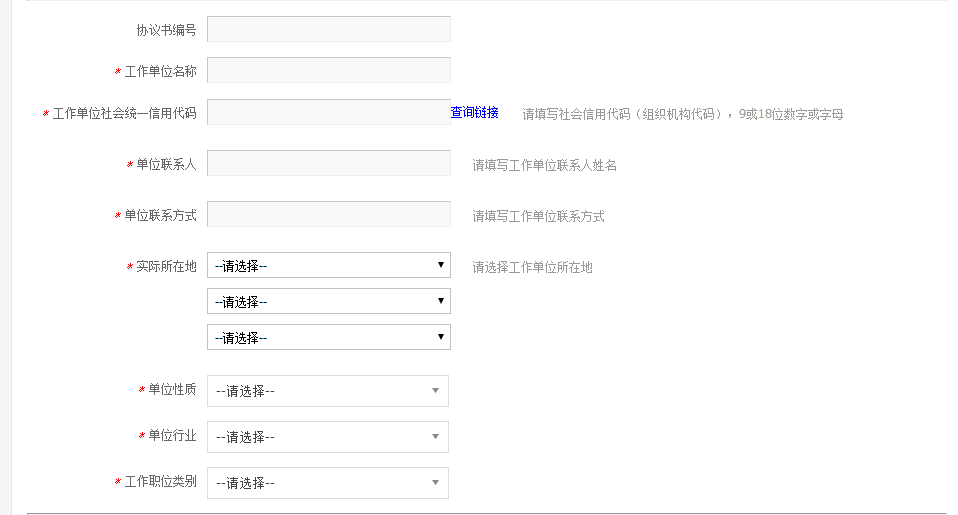 协议书编号
* 工作单位名称
* 工作单位社会统一信用代码 查询链接 请填写社会信用代码（组织机构代码），9或18位数字或字母
* 单位联系人 请填写工作单位联系人姓名
* 单位联系方式 请填写工作单位联系方式
* 实际所在地 --请选择-- 请选择工作单位所在地
--请选择--
--请选择--
* 单位性质 --请选择--
* 单位行业 --请选择--
* 工作职位类别 --请选择--